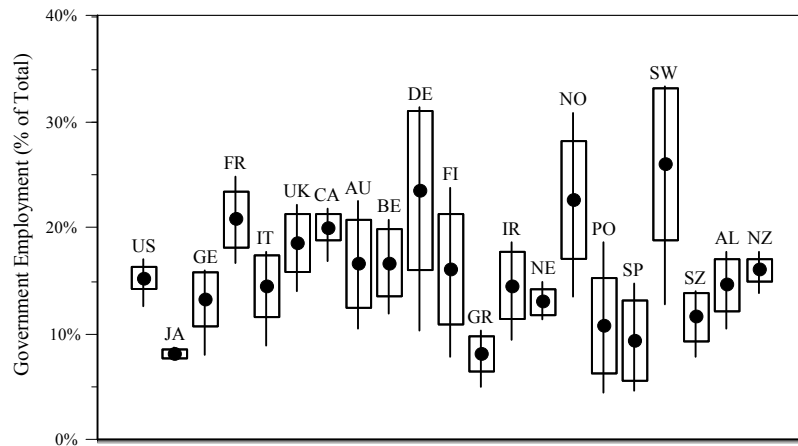 Government Employment (% of Total)
40%
30%
20%
10%
0%
US
JA
GE
FR
IT
UK
CA
AU
BE
DE
FI
GR
IR
NE
NO
PO
SP
SW
SZ
AL
NZ